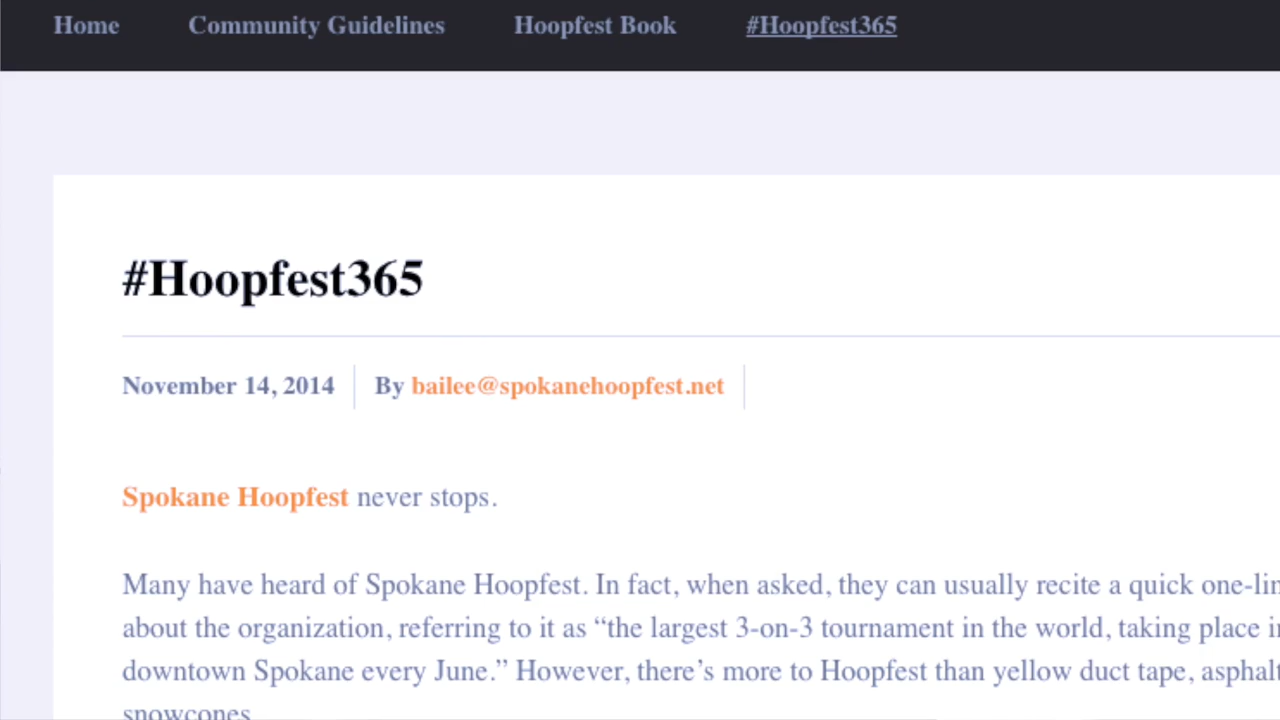 Home Community Guidelines Hoopfest Book #Hoopfest365
#Hoopfest365
November 14, 2014 By bailee@spokanehoopfest.net
Spokane Hoopfest never stops.
Many have heard of Spokane Hoopfest. In fact, when asked, they can usually recite a quick one-lin
about the organization, referring to it as “the largest 3-on-3 tournament in the world, taking place in
downtown Spokane every June.” However, there’s more to Hoopfest than yellow duct tape, asphalt
snowcones